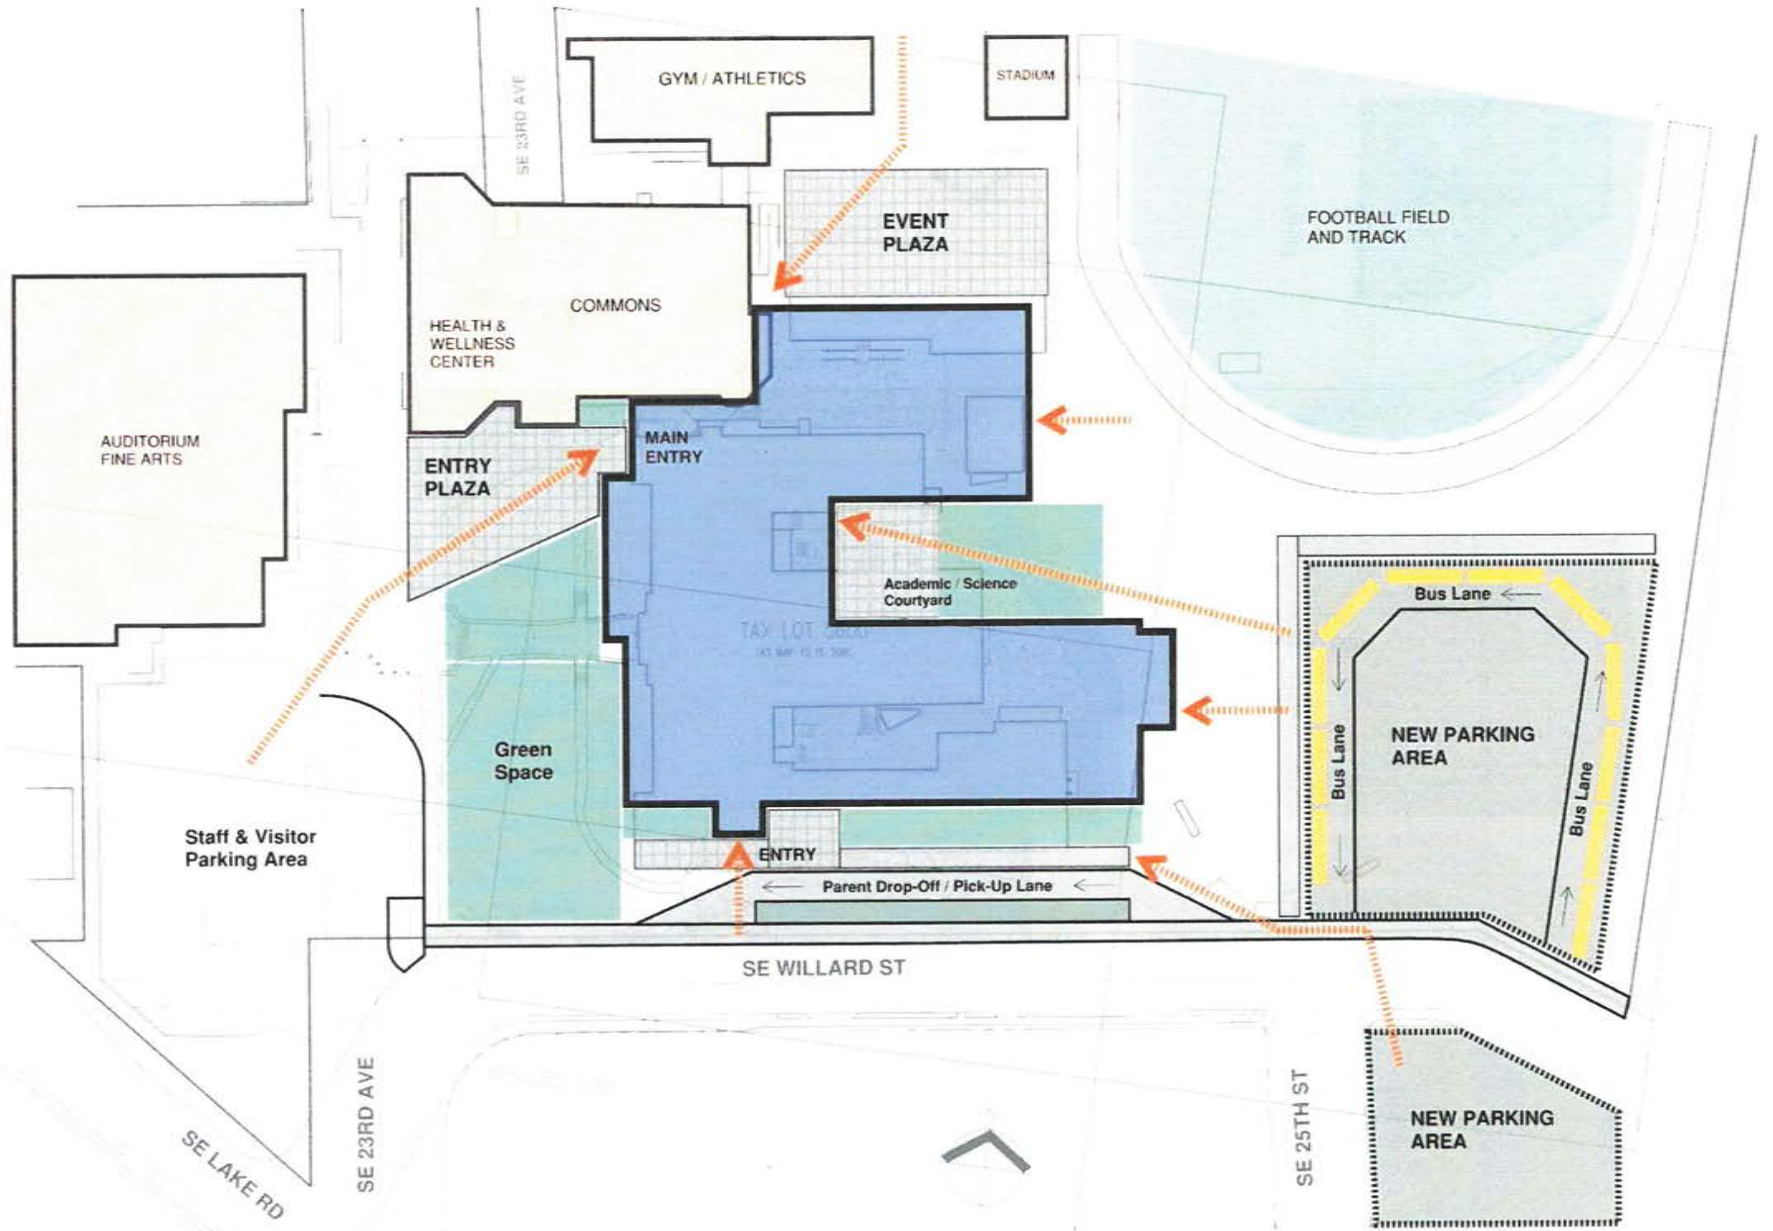 GYM / ATHLETICS
STADIUM
SE 23RD AVE
EVENT
PLAZA
FOOTBALL FIELD
AND TRACK
COMMONS
HEALTH &
WELLNESS
CENTER
AUDITORIUM
FINE ARTS
MAIN
ENTRY
ENTRY
PLAZA
Academic / Science
Courtyard
TAX LOT
Bus Lane
Bus Lane
Bus Lane
NEW PARKING
AREA
Green
Space
Staff & Visitor
Parking Area
ENTRY
Parent Drop-Off / Pick-Up Lane
SE WILLARD ST
SE 23RD AVE
SE LAKE RD
SE 25TH ST
NEW PARKING
AREA